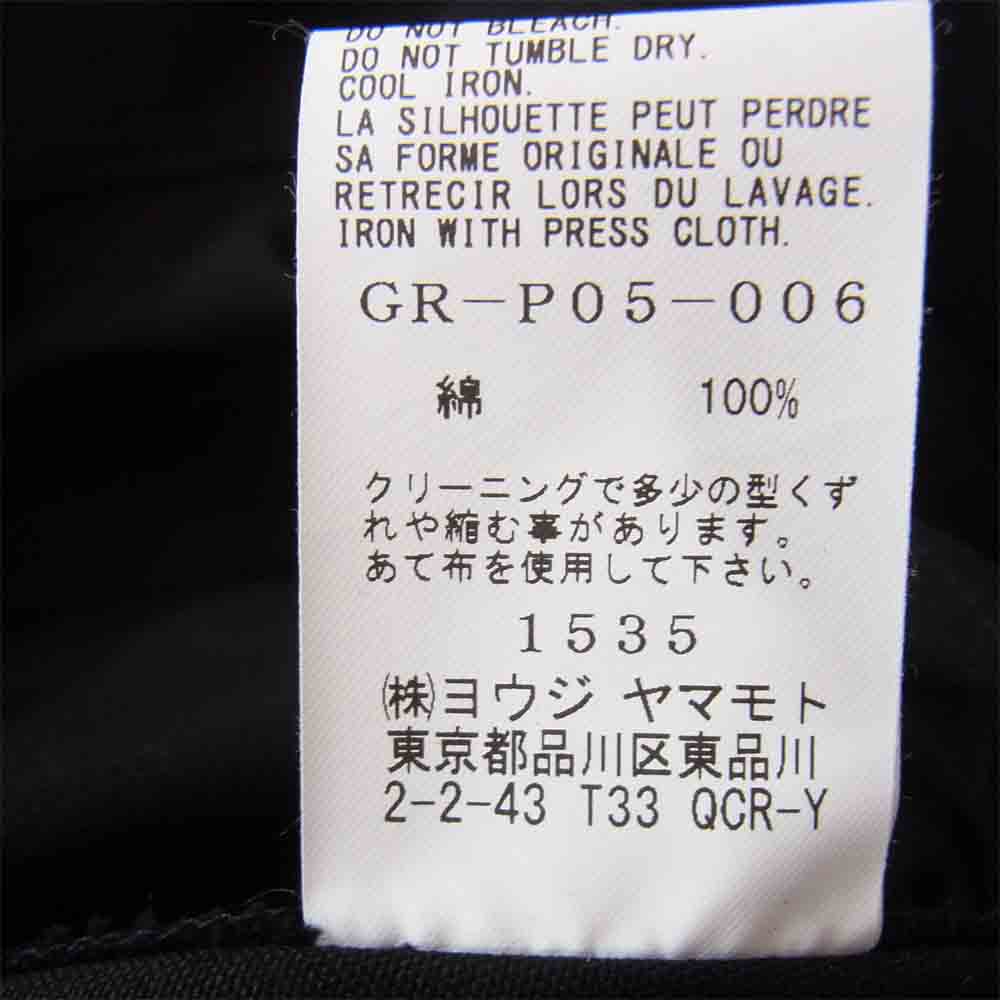 DO NOT BLEACH.
DO NOT TUMBLE DRY.
COOL IRON.
LA SILHOUETTE PEUT PERDRE
SA FORME ORIGINALE OU
RETRECIR LORS DU LAVAGE.
IRON WITH PRESS CLOTH.
GR-P05-006
綿 100%
クリーニングで多少の型くず
れや縮む事があります。
あて布を使用して下さい。
1535
㈱ヨウジ ヤマモト
東京都品川区東品川
2-2-43 T33 QCR-Y